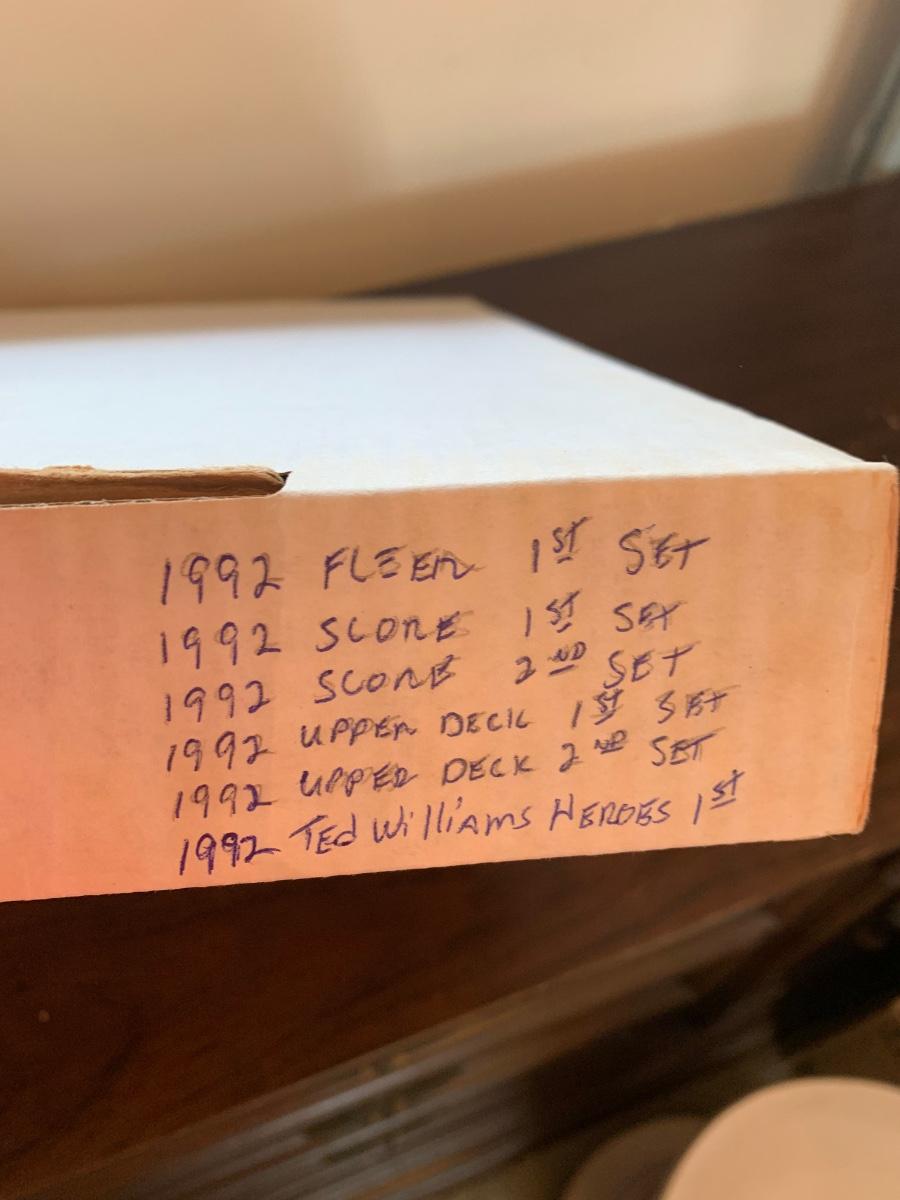 1992 FLEER 1ST SET
1992 SCORE 1ST SET
1992 SCORE 2ND SET
1992 UPPER DECK 1ST SET
1992 UPPER DECK 2ND SET
1992 TEd WilliAMS HEROES 1st